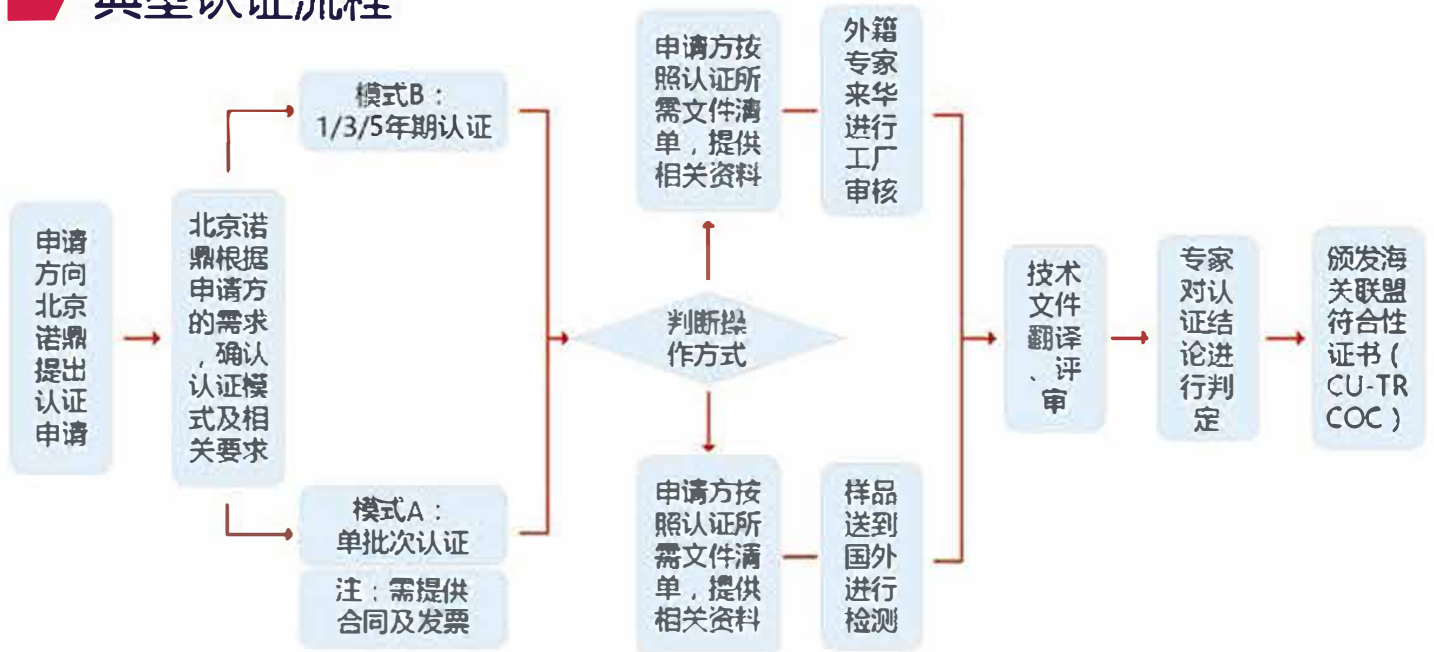 典型认证流程
申请
方向
北京
诺鼎
提出
认证
申请
北京诺
鼎根据
申请方
的需求
，确认
认证模
式及相
关要求
模式B：
1/3/5年期认证
模式A：
单批次认证
注：需提供
合同及发票
判断操
作方式
申请方按
照认证所
需文件清
单，提供
相关资料
外籍
专家
来华
进行
工厂
审核
申请方按
照认证所
需文件清
单，提供
相关资料
样品
送到
国外
进行
检测
技术
文件
翻译
、评
审
专家
对认
证结
论进
行判
定
颁发海
关联盟
符合性
证书（
CU-TR
COC）